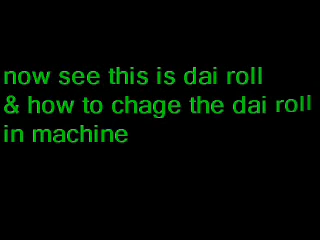 now see this is dai roll
& how to chage the dai roll
in machine